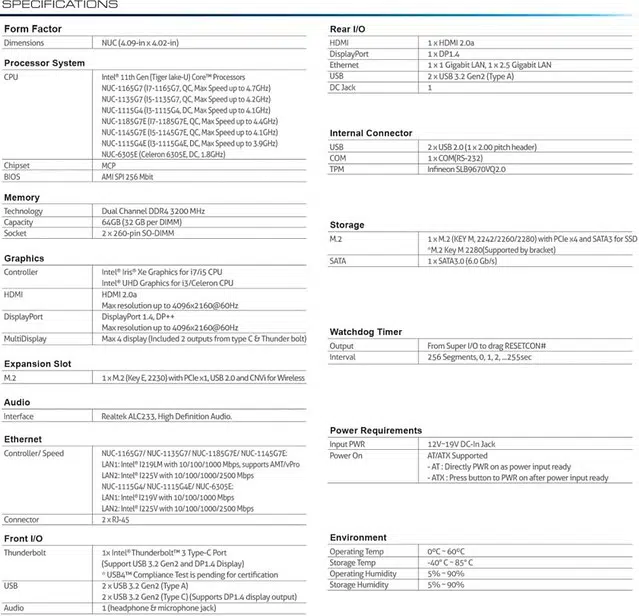 SPECIFICATIONS
Form Factor
Dimensions NUC (4.09-in x 4.02-in)
Processor System
CPU Intel® 11th Gen (Tiger lake-U) Core™ Processors
NUC-1165G7 (I7-1165G7, QC, Max Speed up to 4.7GHz)
NUC-1135G7 (I5-1135G7, QC, Max Speed up to 4.2GHz)
NUC-1115G4 (I3-1115G4, DC, Max Speed up to 4.1GHz)
NUC-1185G7E (I7-1185G7E, QC, Max Speed up to 4.4GHz)
NUC-1145G7E (I5-1145G7E, QC, Max Speed up to 4.1GHz)
NUC-1115G4E (I3-1115G4E, DC, Max Speed up to 3.9GHz)
NUC-6305E (Celeron 6305E, DC, 1.8GHz)
Chipset MCP
BIOS AMI SPI 256 Mbit
Memory
Technology Dual Channel DDR4 3200 MHz
Capacity 64GB (32 GB per DIMM)
Socket 2 x 260-pin SO-DIMM
Graphics
Controller Intel® Iris® Xe Graphics for i7/i5 CPU
Intel® UHD Graphics for i3/Celeron CPU
HDMI HDMI 2.0a
Max resolution up to 4096x2160@60Hz
DisplayPort DisplayPort 1.4, DP++
Max resolution up to 4096x2160@60Hz
MultiDisplay Max 4 display (Included 2 outputs from type C & Thunder bolt)
Expansion Slot
M.2 1 x M.2 (Key E, 2230) with PCIe x1, USB 2.0 and CNVi for Wireless
Audio
Interface Realtek ALC233, High Definition Audio.
Ethernet
Controller/ Speed NUC-1165G7/ NUC-1135G7/ NUC-1185G7E/ NUC-1145G7E:
LAN1: Intel® I219LM with 10/100/1000 Mbps, supports AMT/vPro
LAN2: Intel® I225V with 10/100/1000/2500 Mbps
NUC-1115G4/ NUC-1115G4E/ NUC-6305E:
LAN1: Intel® I219V with 10/100/1000 Mbps
LAN2: Intel® I225V with 10/100/1000/2500 Mbps
Connector 2 x RJ-45
Front I/O
Thunderbolt 1x Intel® Thunderbolt™ 3 Type-C Port
(Support USB 3.2 Gen2 and DP1.4 Display)
* USB4™ Compliance Test is pending for certification
USB 2 x USB 3.2 Gen2 (Type A)
2 x USB 3.2 Gen2 (Type C) (Supports DP1.4 display output)
Audio 1 (headphone & microphone jack)
Rear I/O
HDMI 1 x HDMI 2.0a
DisplayPort 1 x DP1.4
Ethernet 1 x 1 Gigabit LAN, 1 x 2.5 Gigabit LAN
USB 2 x USB 3.2 Gen2 (Type A)
DC Jack 1
Internal Connector
USB 2 x USB 2.0 (1 x 2.00 pitch header)
COM 1 x COM(RS-232)
TPM Infineon SLB9670VQ2.0
Storage
M.2 1 x M.2 (KEY M, 2242/2260/2280) with PCIe x4 and SATA3 for SSD
*M.2 Key M 2280(Supported by bracket)
SATA 1 x SATA3.0 (6.0 Gb/s)
Watchdog Timer
Output From Super I/O to drag RESETCON#
Interval 256 Segments, 0, 1, 2, ...255sec
Power Requirements
Input PWR 12V~19V DC-In Jack
Power On AT/ATX Supported
- AT : Directly PWR on as power input ready
- ATX : Press button to PWR on after power input ready
Environment
Operating Temp 0°C ~ 60°C
Storage Temp -40° C ~ 85° C
Operating Humidity 5% ~ 90%
Storage Humidity 5% ~ 90%